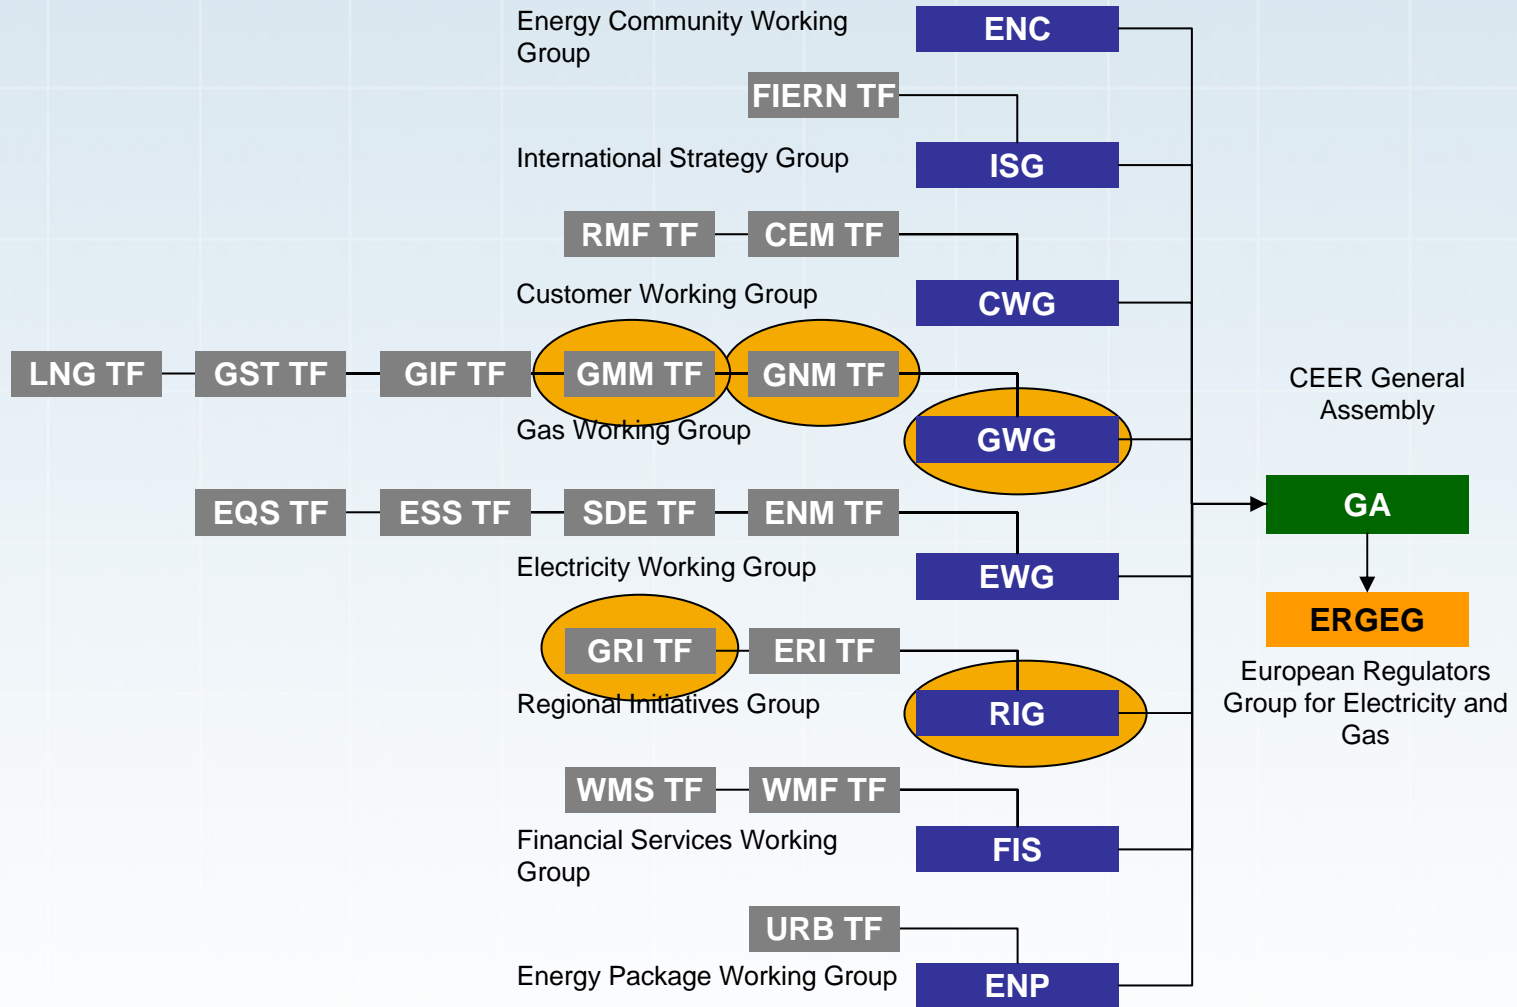 Energy Community Working
Group
ENC
FIERN TF
International Strategy Group
ISG
RMF TF
CEM TF
Customer Working Group
CWG
LNG TF
GST TF
GIF TF
GMM TF
GNM TF
Gas Working Group
GWG
CEER General
Assembly
GA
EQS TF
ESS TF
SDE TF
ENM TF
Electricity Working Group
EWG
ERGEG
European Regulators
Group for Electricity and
Gas
GRI TF
ERI TF
Regional Initiatives Group
RIG
WMS TF
WMF TF
Financial Services Working
Group
FIS
URB TF
Energy Package Working Group
ENP